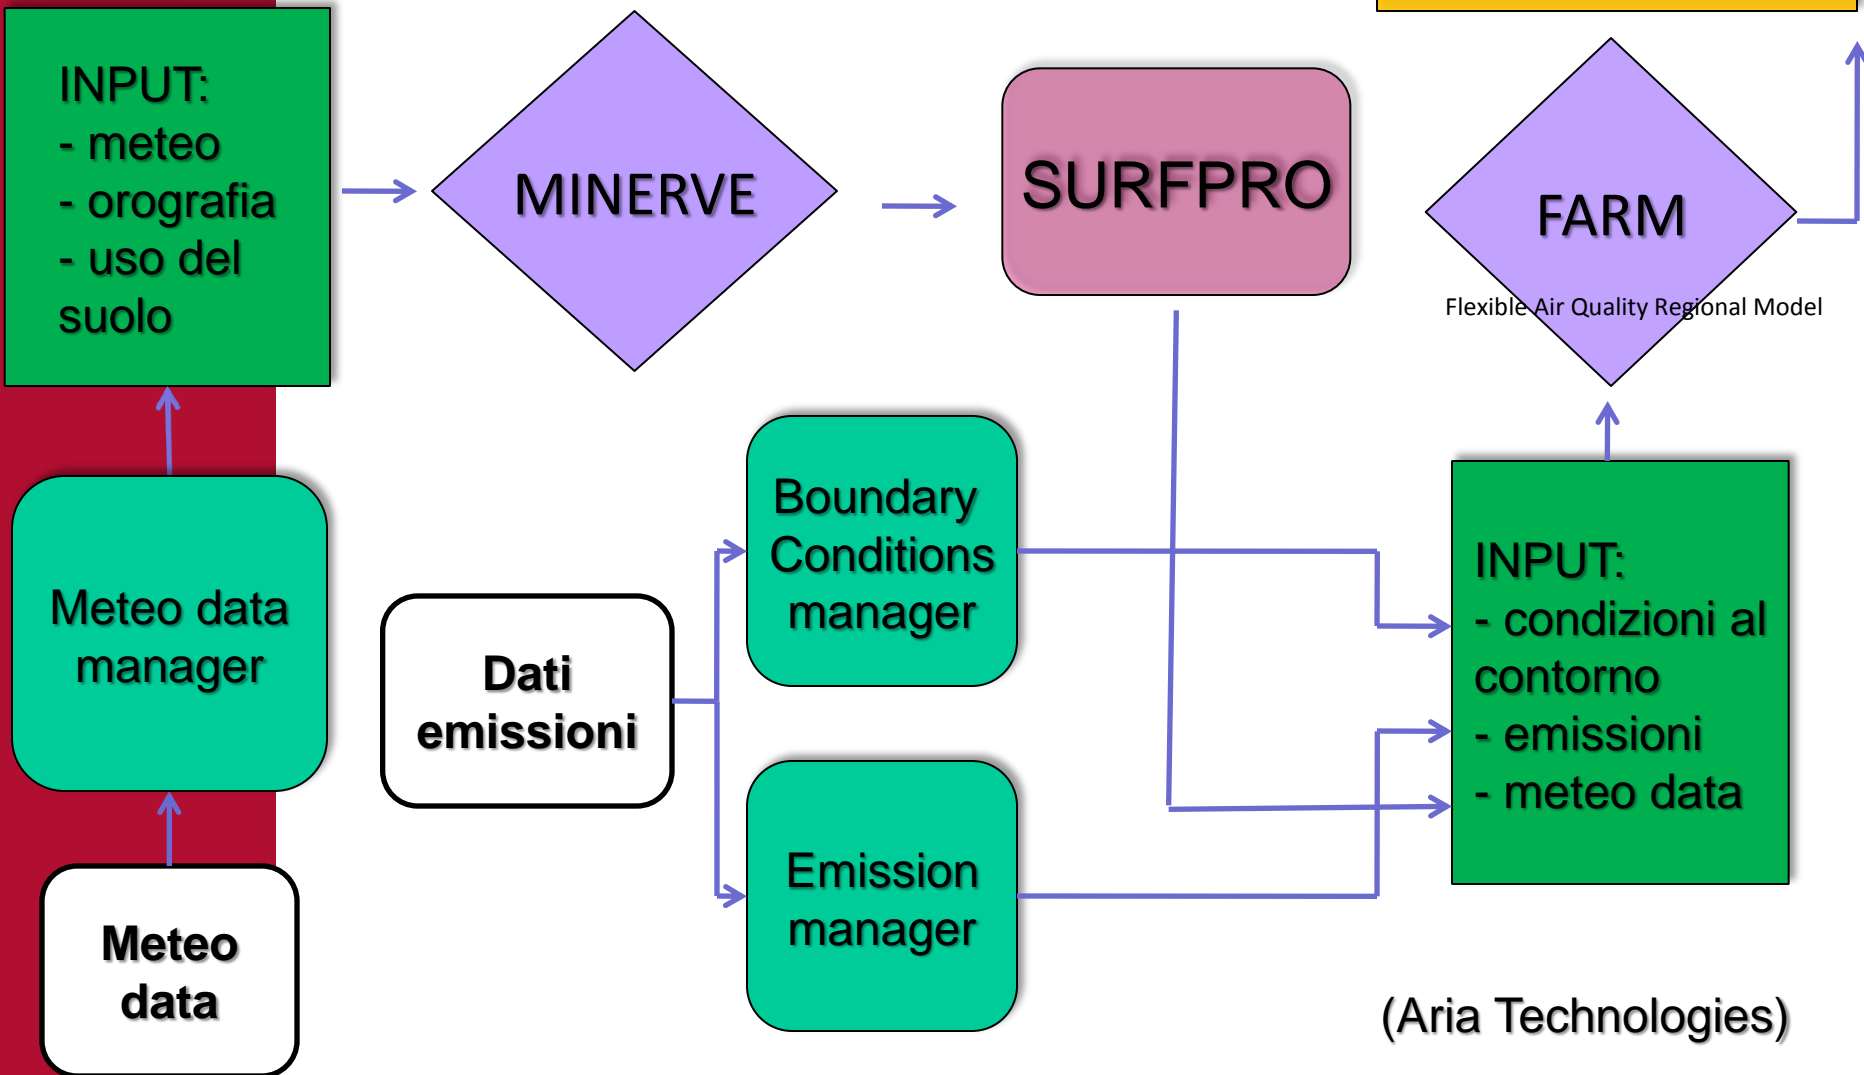 INPUT:
- meteo
- orografia
- uso del
suolo
MINERVE
SURFPRO
FARM
Flexible Air Quality Regional Model
Meteo data
manager
Meteo
data
Dati
emissioni
Boundary
Conditions
manager
Emission
manager
INPUT:
- condizioni al
contorno
- emissioni
- meteo data
(Aria Technologies)